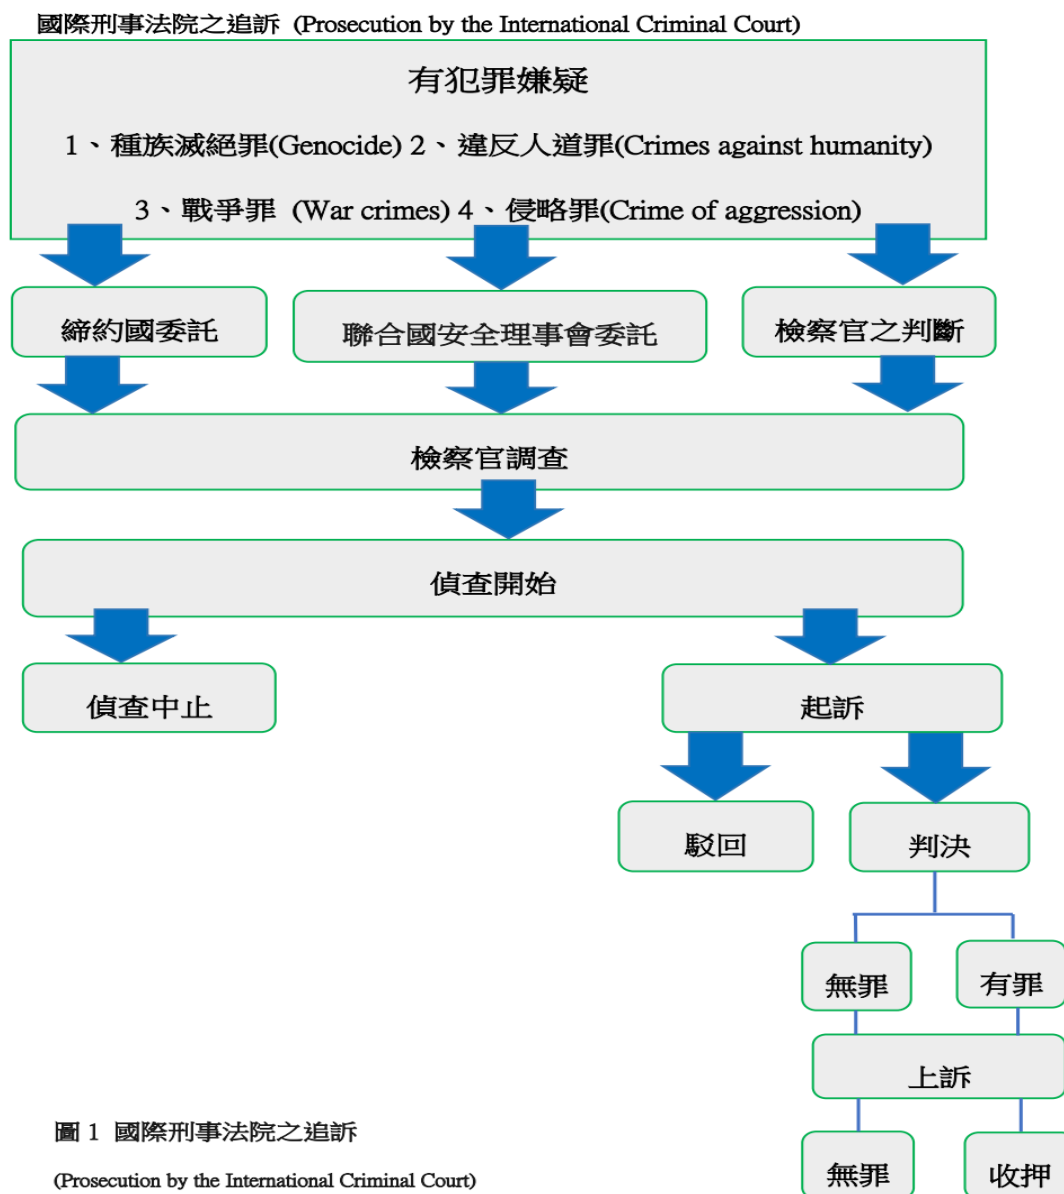 國際刑事法院之追訴 (Prosecution by the International Criminal Court)
有犯罪嫌疑
1、種族滅絕罪(Genocide) 2、違反人道罪(Crimes against humanity)
3、戰爭罪 (War crimes) 4、侵略罪(Crime of aggression)
締約國委託
聯合國安全理事會委託
檢察官之判斷
檢察官調查
偵查開始
偵查中止
起訴
駁回
判決
無罪
有罪
上訴
無罪
收押
圖 1 國際刑事法院之追訴
(Prosecution by the International Criminal Court)